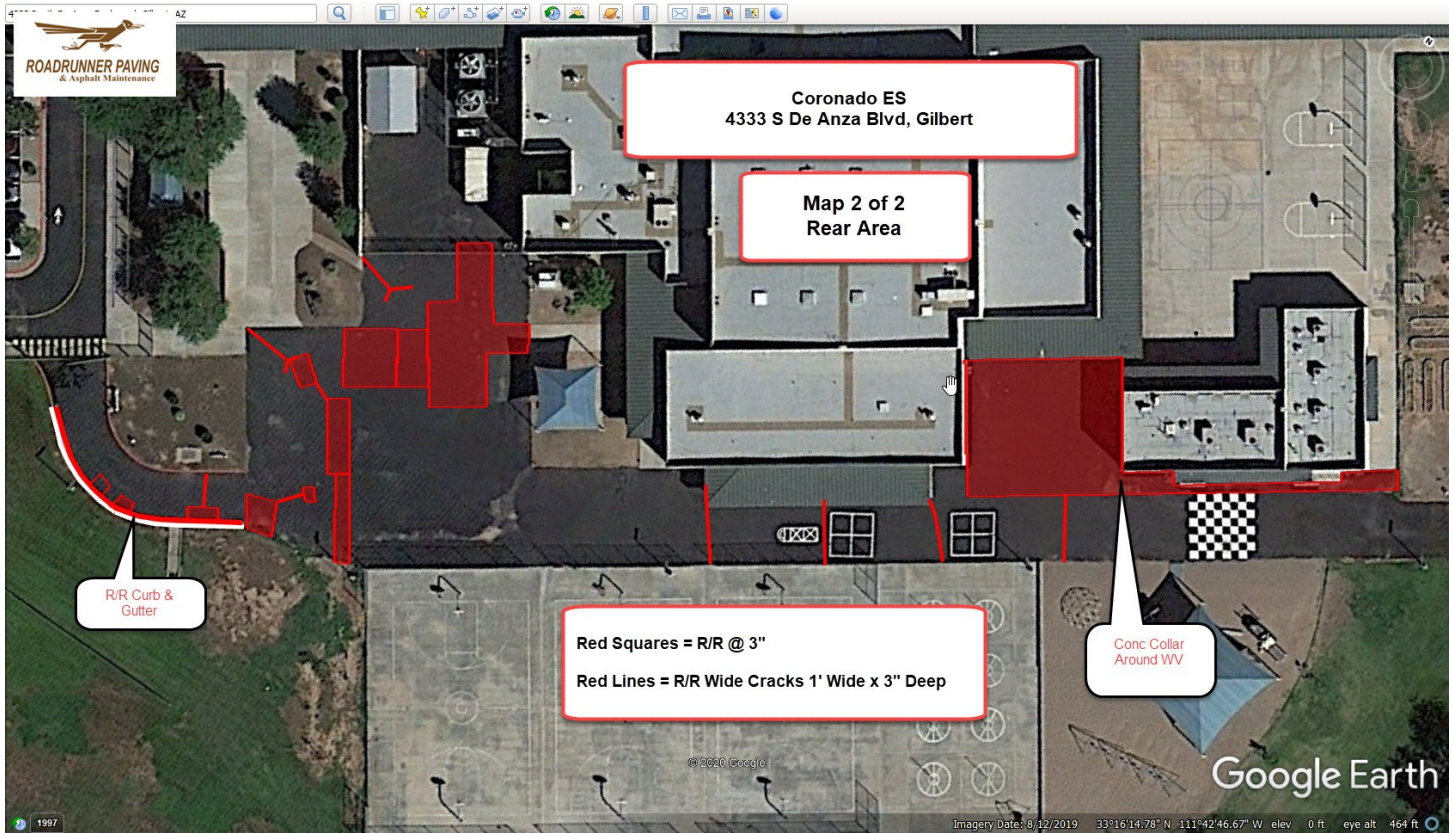 AZ
ROADRUNNER PAVING
& Asphalt Maintenance
Coronado ES
4333 S De Anza Blvd, Gilbert
Map 2 of 2
Rear Area
N
R/R Curb &
Gutter
Red Squares = R/R @ 3"
Red Lines = R/R Wide Cracks 1' Wide x 3" Deep
Conc Collar
Around WV
© 2020 Google
Google Earth
1997
Imagery Date: 8/12/2019 33°16'14.78" N 111°42'46.67" W elev 0 ft eye alt 464 ft